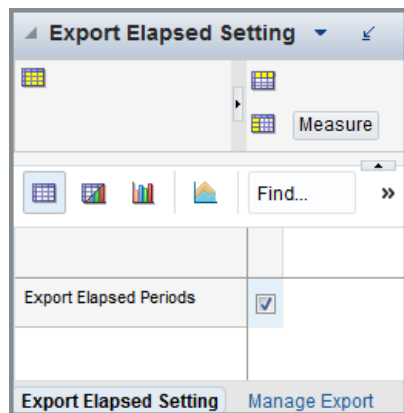 Export Elapsed Setting
Measure
Find...
Export Elapsed Periods
Export Elapsed Setting Manage Export